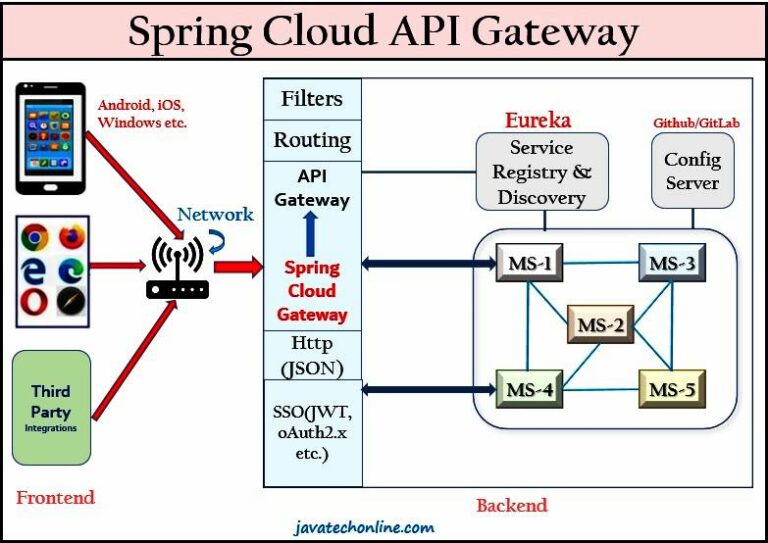 Spring Cloud API Gateway
Android, iOS,
Windows etc.
Network
Third
Party
Integrations
Frontend
Filters
Routing
API
Gateway
Spring
Cloud
Gateway
Http
(JSON)
SSO(JWT,
oAuth2.x
etc.)
Eureka
Service
Registry &
Discovery
Github/GitLab
Config
Server
MS-1
MS-3
MS-2
MS-4
MS-5
Backend
javatechonline.com